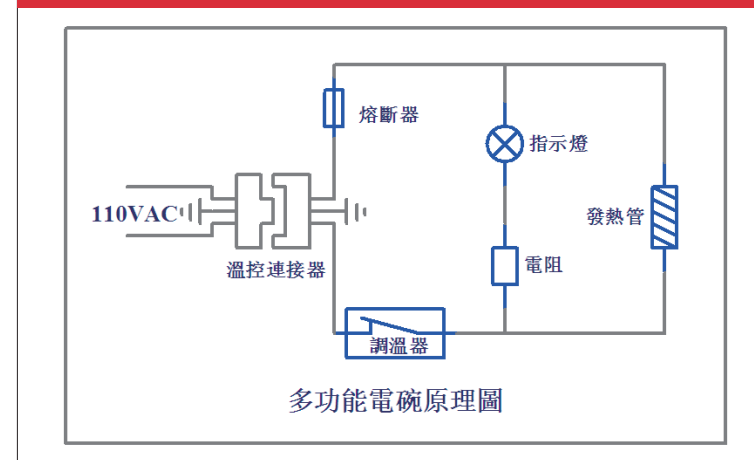 熔斷器
指示燈
110VAC
發熱管
溫控連接器
電阻
調溫器
多功能電碗原理圖